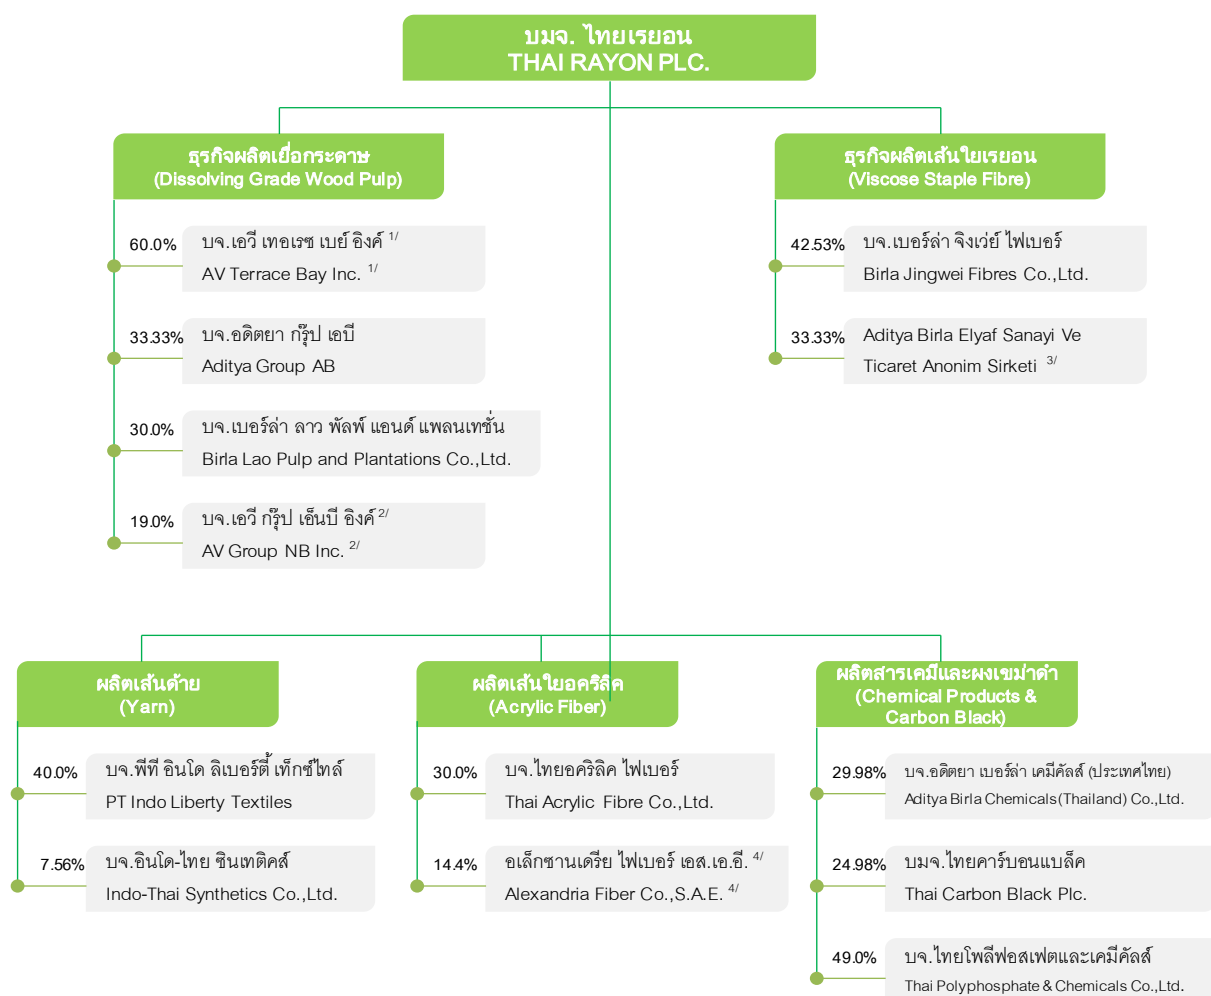 บมจ. ไทยเรยอน
THAI RAYON PLC.
ธุรกิจผลิตเยื่อกระดาษ
(Dissolving Grade Wood Pulp)
60.0%
บจ.เอวี เทอเรซ เบย์ อิงค์ 1/
AV Terrace Bay Inc. 1/
33.33%
บจ.อดิตยา กรุ๊ป เอบี
Aditya Group AB
30.0%
บจ.เบอร์ล่า ลาว พัลพ์ แอนด์ แพลนเทชั่น
Birla Lao Pulp and Plantations Co.,Ltd.
19.0%
บจ.เอวี กรุ๊ป เอ็นบี อิงค์ 2/
AV Group NB Inc. 2/
ธุรกิจผลิตเส้นใยเรยอน
(Viscose Staple Fibre)
42.53%
บจ.เบอร์ล่า จิงเว่ย์ ไฟเบอร์
Birla Jingwei Fibres Co.,Ltd.
33.33%
Aditya Birla Elyaf Sanayi Ve
Ticaret Anonim Sirketi 3/
ผลิตเส้นด้าย
(Yarn)
40.0%
บจ.พีที อินโด ลิเบอร์ตี้ เท็กซ์ไทล์
PT Indo Liberty Textiles
7.56%
บจ.อินโด-ไทย ซินเทติคส์
Indo-Thai Synthetics Co.,Ltd.
ผลิตเส้นใยอคริลิค
(Acrylic Fiber)
30.0%
บจ.ไทยอคริลิค ไฟเบอร์
Thai Acrylic Fibre Co.,Ltd.
14.4%
อเล็กซานเดรีย ไฟเบอร์ เอส.เอ.อี. 4/
Alexandria Fiber Co.,S.A.E. 4/
ผลิตสารเคมีและผงเขม่าดำ
(Chemical Products &
Carbon Black)
29.98%
บจ.อดิตยา เบอร์ล่า เคมีคัลส์ (ประเทศไทย)
Aditya Birla Chemicals(Thailand) Co.,Ltd.
24.98%
บมจ.ไทยคาร์บอนแบล็ค
Thai Carbon Black Plc.
49.0%
บจ.ไทยโพลีฟอสเฟตและเคมีคัลส์
Thai Polyphosphate & Chemicals Co.,Ltd.